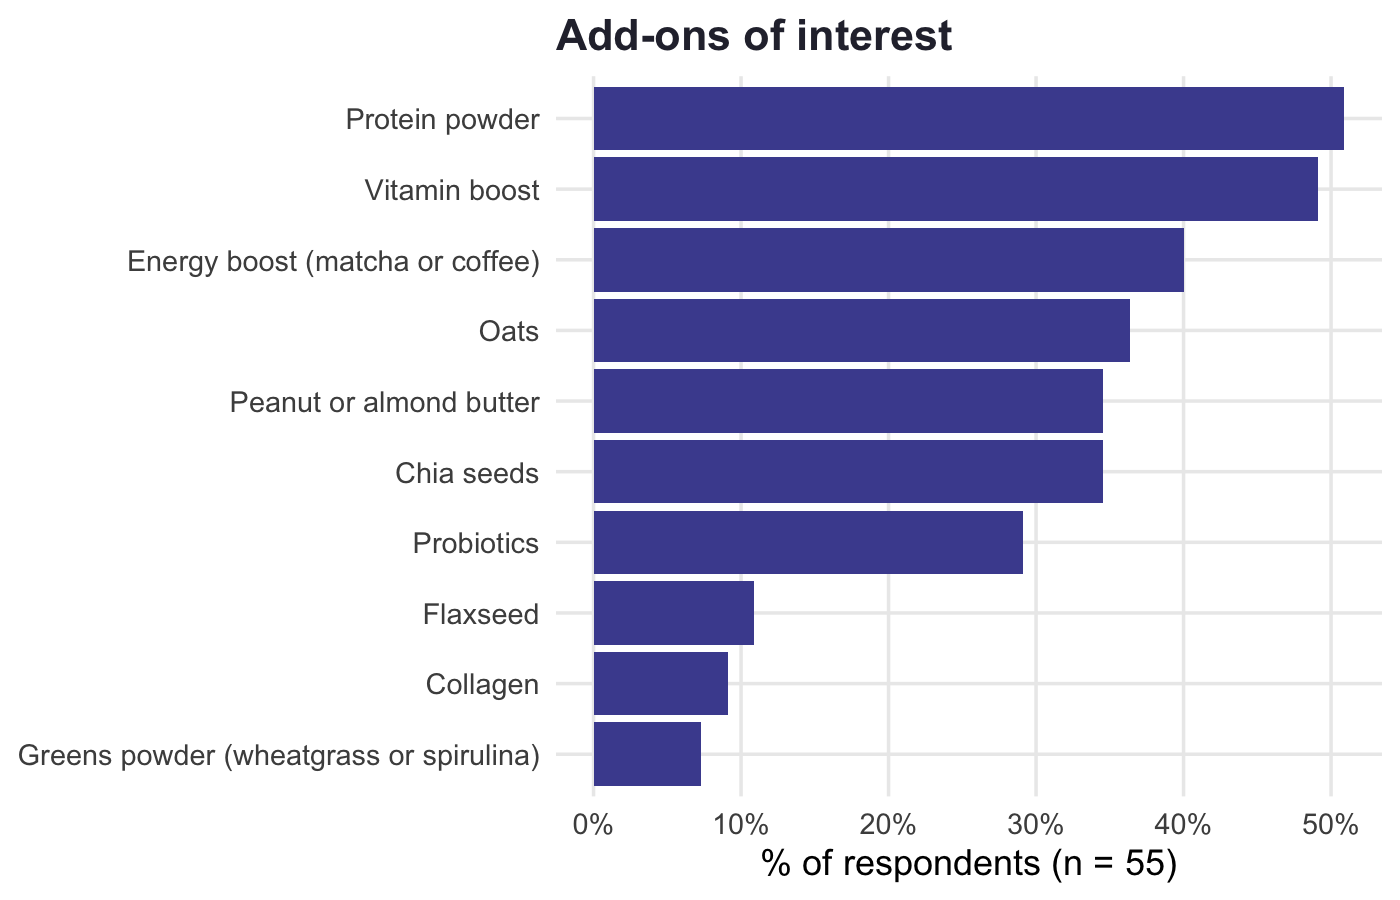 Add-ons of interest
Protein powder
Vitamin boost
Energy boost (matcha or coffee)
Oats
Peanut or almond butter
Chia seeds
Probiotics
Flaxseed
Collagen
Greens powder (wheatgrass or spirulina)
0% 10% 20% 30% 40% 50%
% of respondents (n = 55)